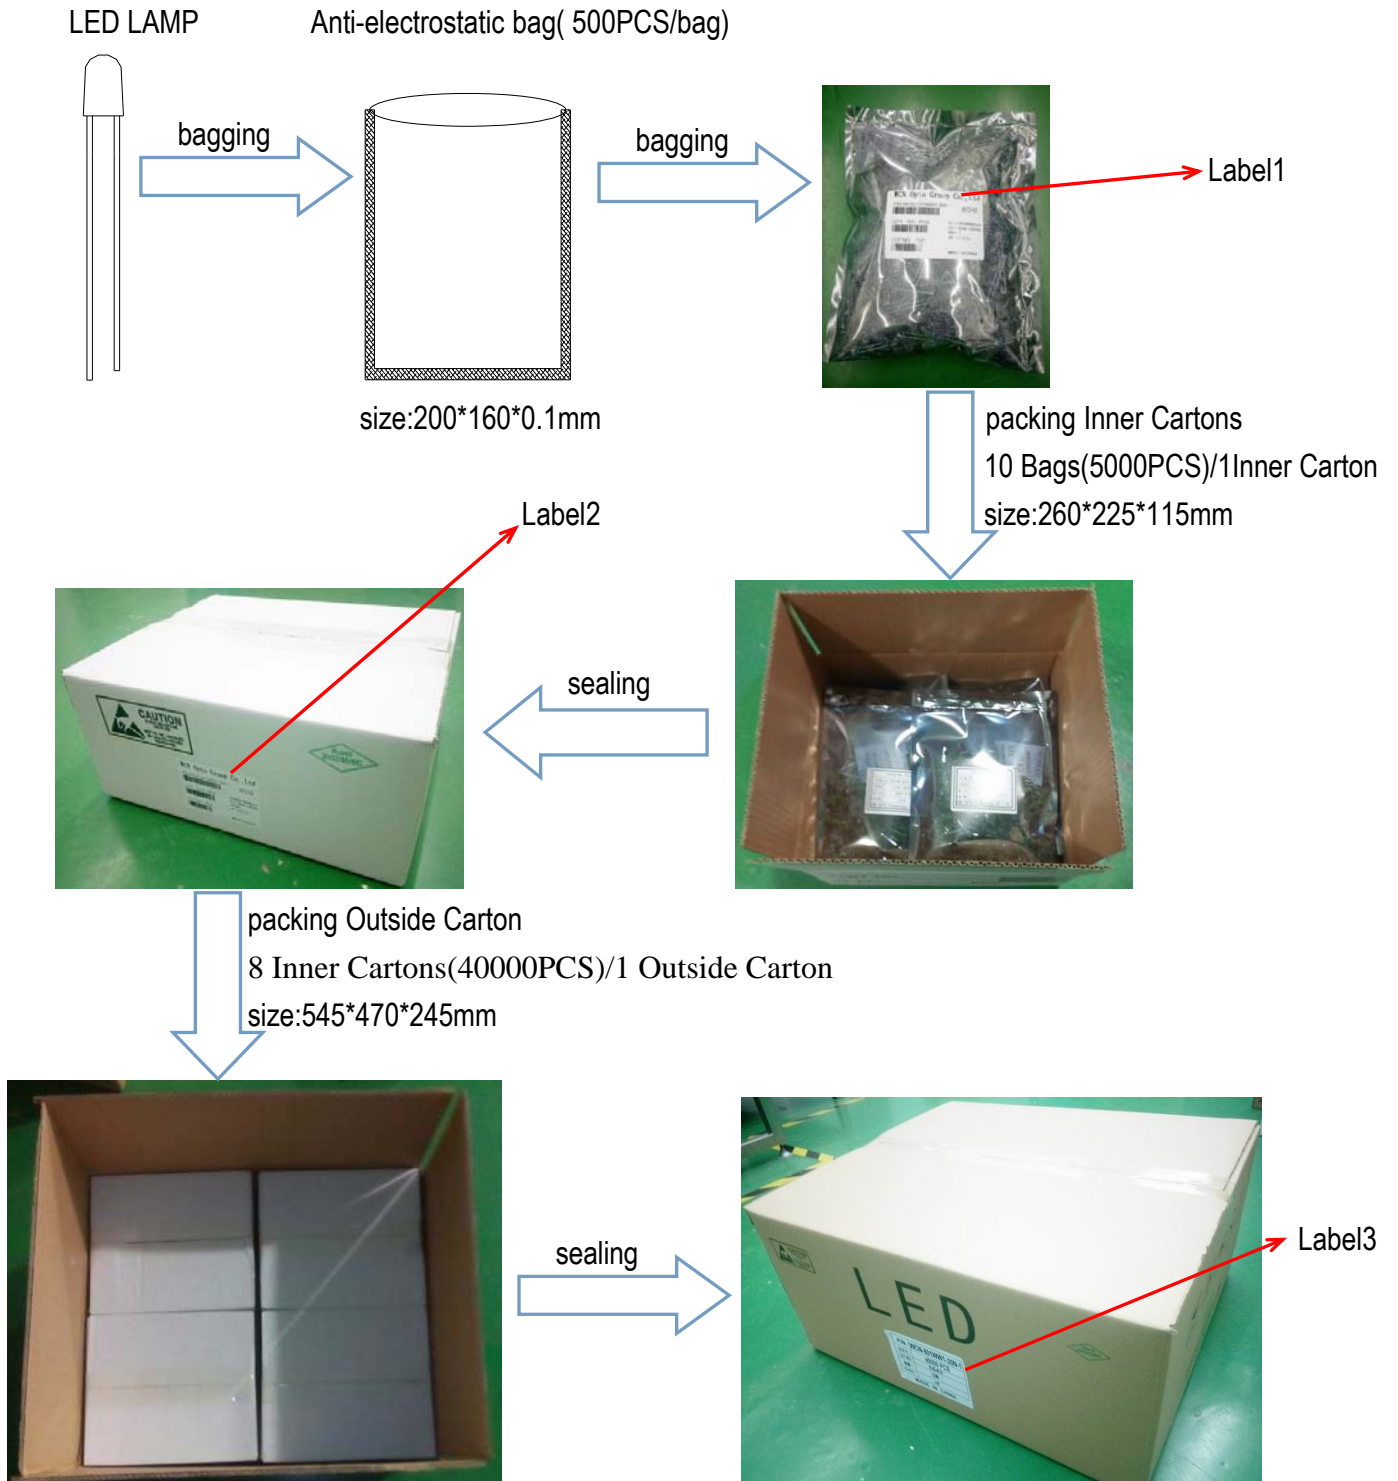 LED LAMP
Anti-electrostatic bag( 500PCS/bag)
bagging
bagging
Label1
size:200*160*0.1mm
packing Inner Cartons
10 Bags(5000PCS)/1Inner Carton
size:260*225*115mm
Label2
sealing
CAUTION
packing Outside Carton
8 Inner Cartons(40000PCS)/1 Outside Carton
size:545*470*245mm
sealing
Label3
LED